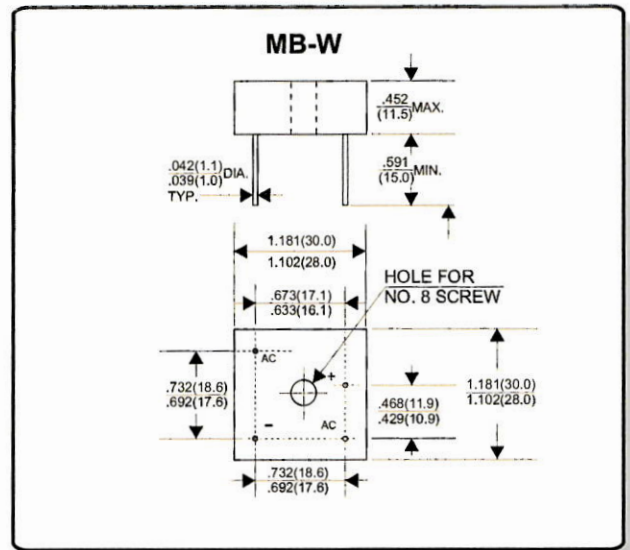 MB-W
.452
(11.5) MAX.
.042(1.1)
.039(1.0) DIA.
TYP.
.591
(15.0) MIN.
1.181(30.0)
1.102(28.0)
HOLE FOR
NO. 8 SCREW
.673(17.1)
.633(16.1)
AC
+
.732(18.6)
.692(17.6)
.468(11.9)
.429(10.9)
1.181(30.0)
1.102(28.0)
-
AC
.732(18.6)
.692(17.6)